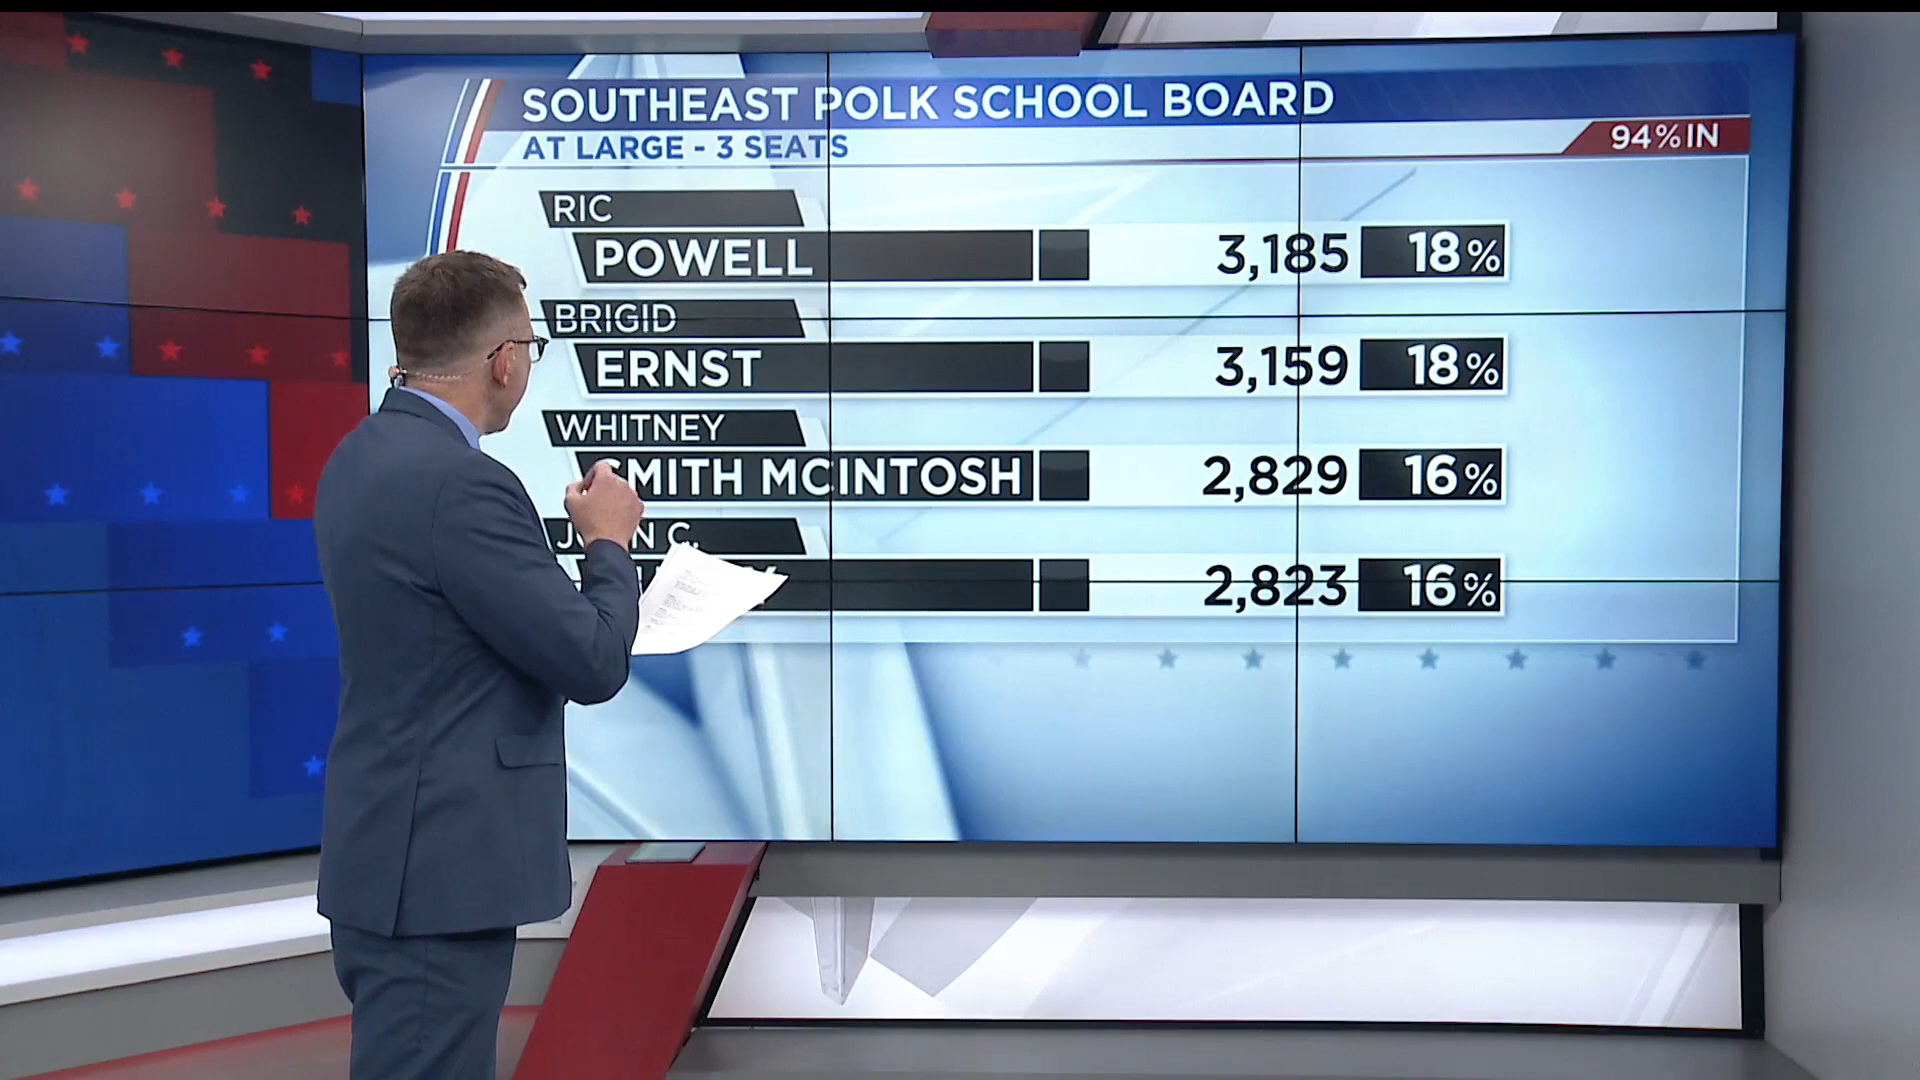 SOUTHEAST POLK SCHOOL BOARD
AT LARGE - 3 SEATS
94% IN
RIC
POWELL 3,185 18%
BRIGID
ERNST 3,159 18%
WHITNEY
SMITH MCINTOSH 2,829 16%
C.
2,823 16%